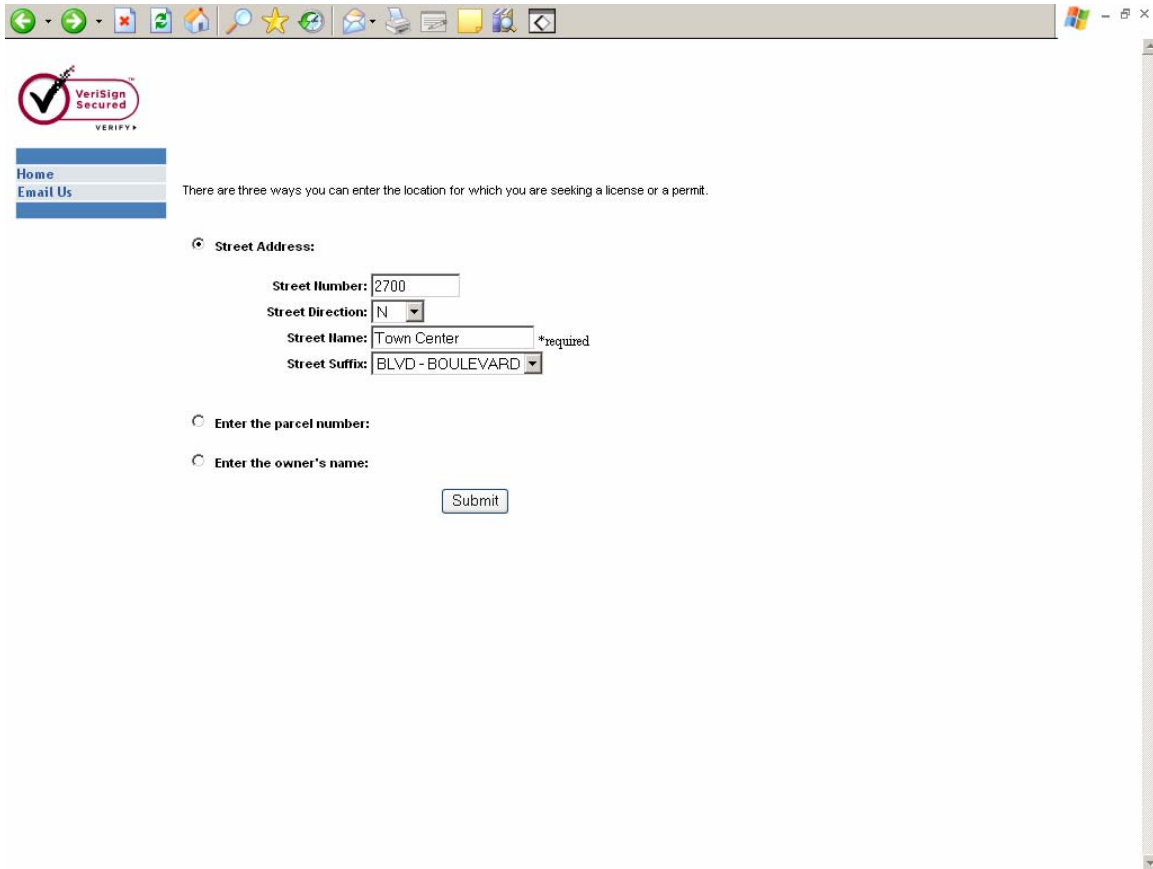 VeriSign
Secured
VERIFY
Home
Email Us
There are three ways you can enter the location for which you are seeking a license or a permit.
Street Address:
Street Number: 2700
Street Direction: N
Street Name: Town Center *required
Street Suffix: BLVD - BOULEVARD
Enter the parcel number:
Enter the owner's name:
Submit